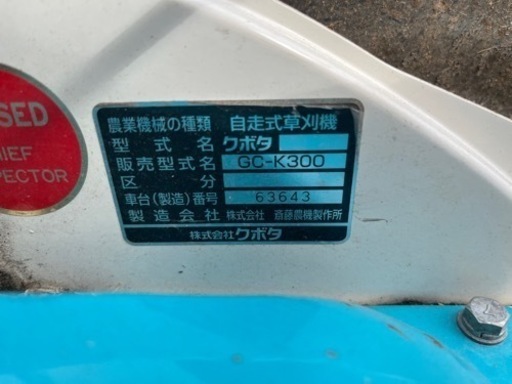 SED
HIEF
PECTOR
農業機械の種類 自走式草刈機
型式名 クボタ
販売型式名 GC-K300
区分
車台(製造)番号 63643
製造会社 株式会社 斎藤農機製作所
株式会社クボタ